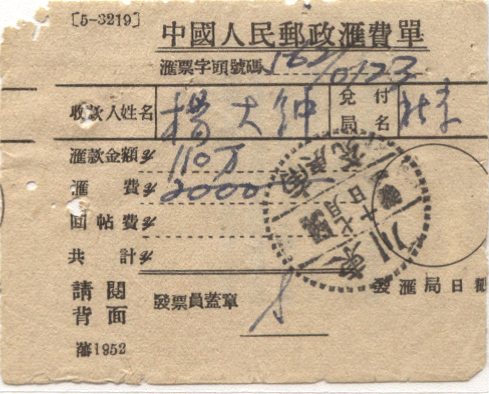 [5-3219]
中國人民郵政滙費單
滙票字頭號碼 162/0123
收款人姓名 楊大鈡 兌付局名
滙款金額 110万
滙費 2000
回帖費
共計
請閱背面
發票員蓋章
發滙局日戳
1952